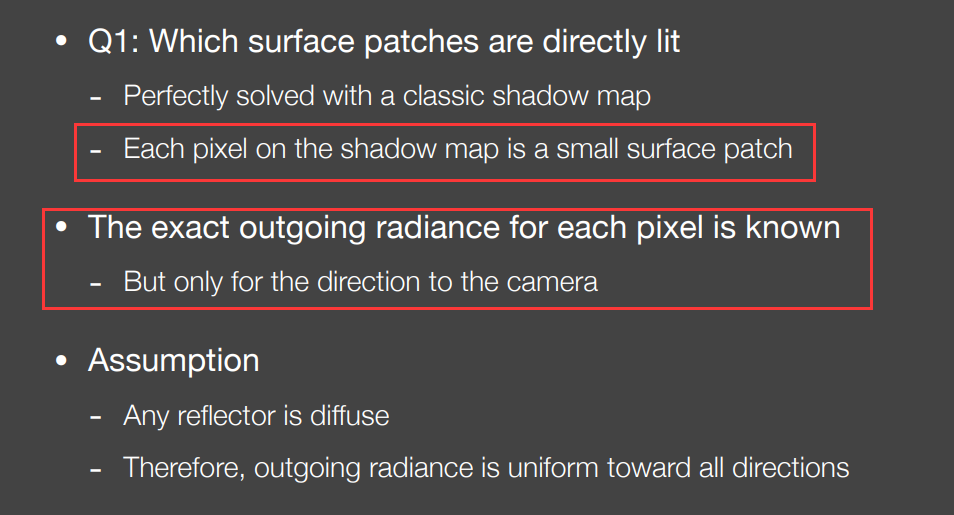 • Q1: Which surface patches are directly lit
- Perfectly solved with a classic shadow map
- Each pixel on the shadow map is a small surface patch
• The exact outgoing radiance for each pixel is known
- But only for the direction to the camera
• Assumption
- Any reflector is diffuse
- Therefore, outgoing radiance is uniform toward all directions